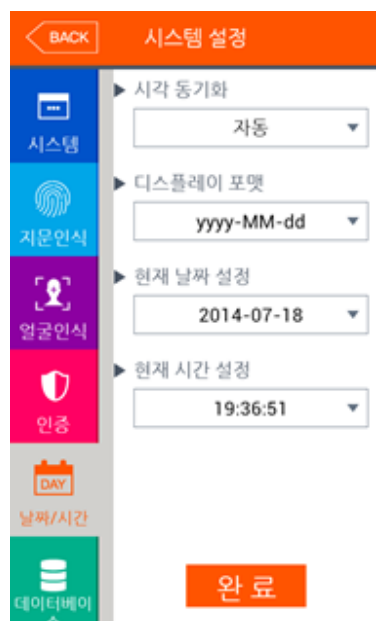 BACK
시스템 설정
시스템
지문인식
얼굴인식
인증
DAY
날짜/시간
데이터베이
스
▶ 시각 동기화
자동
▶ 디스플레이 포맷
yyyy-MM-dd
▶ 현재 날짜 설정
2014-07-18
▶ 현재 시간 설정
19:36:51
완료